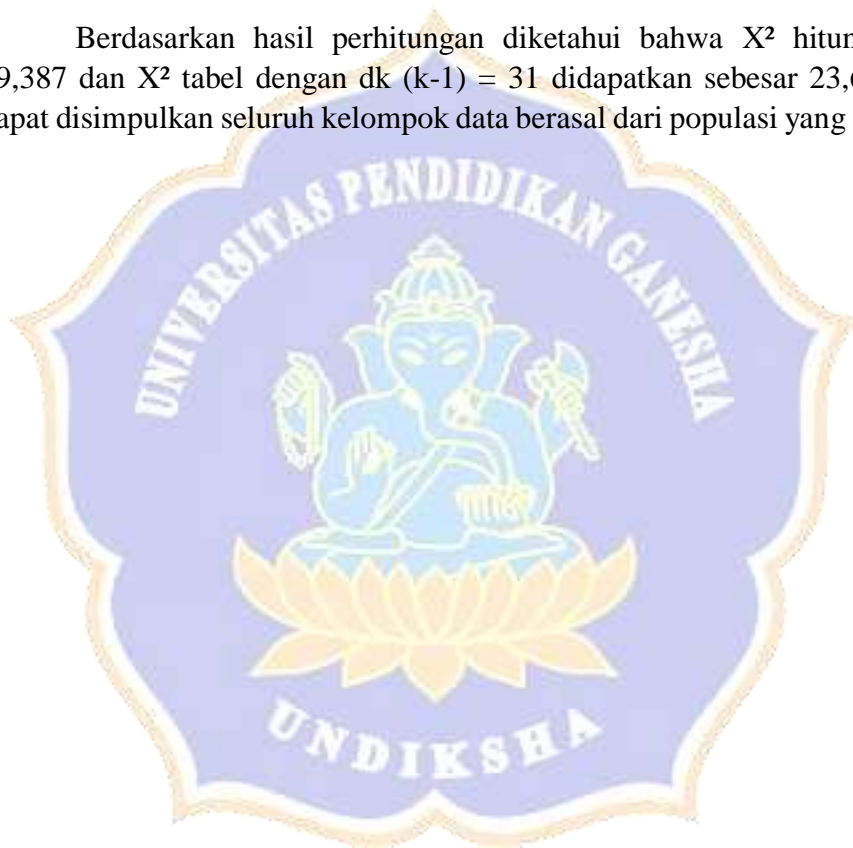 Berdasarkan hasil perhitungan diketahui bahwa X² hitun
9,387 dan X² tabel dengan dk (k-1) = 31 didapatkan sebesar 23,
apat disimpulkan seluruh kelompok data berasal dari populasi yang
UNIVERSITAS PENDIDIKAN GANESHA
UNDIKSHA